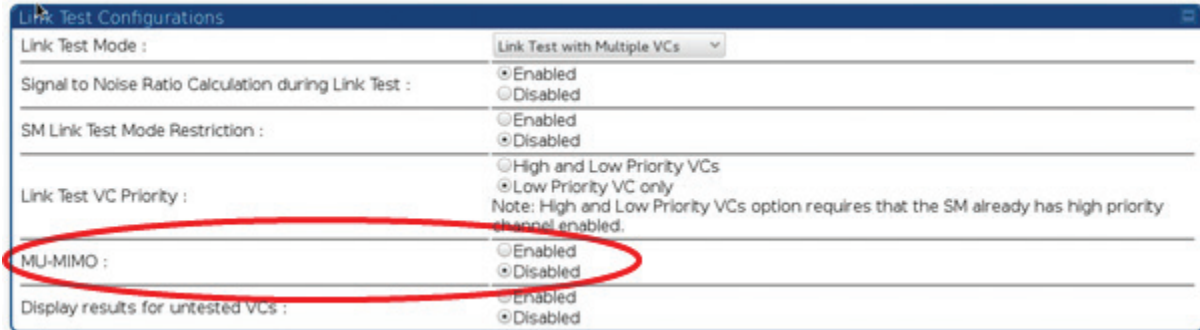 Link Test Configurations
Link Test Mode :
Link Test with Multiple VCs
Signal to Noise Ratio Calculation during Link Test :
Enabled
Disabled
SM Link Test Mode Restriction :
Enabled
Disabled
Link Test VC Priority :
High and Low Priority VCs
Low Priority VC only
Note: High and Low Priority VCs option requires that the SM already has high priority
channel enabled.
MU-MIMO :
Enabled
Disabled
Display results for untested VCs :
Enabled
Disabled